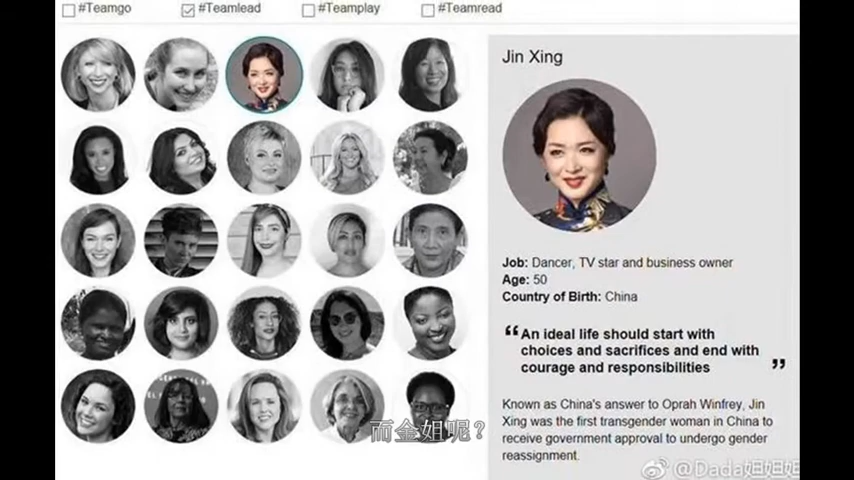 #Teamgo
#Teamlead
#Teamplay
#Teamread
Jin Xing
Job: Dancer, TV star and business owner
Age: 50
Country of Birth: China
“An ideal life should start with
choices and sacrifices and end with
courage and responsibilities ”
Known as China's answer to Oprah Winfrey, Jin
Xing was the first transgender woman in China to
receive government approval to undergo gender
reassignment.
而金姐呢?
@Dada妲妲妲